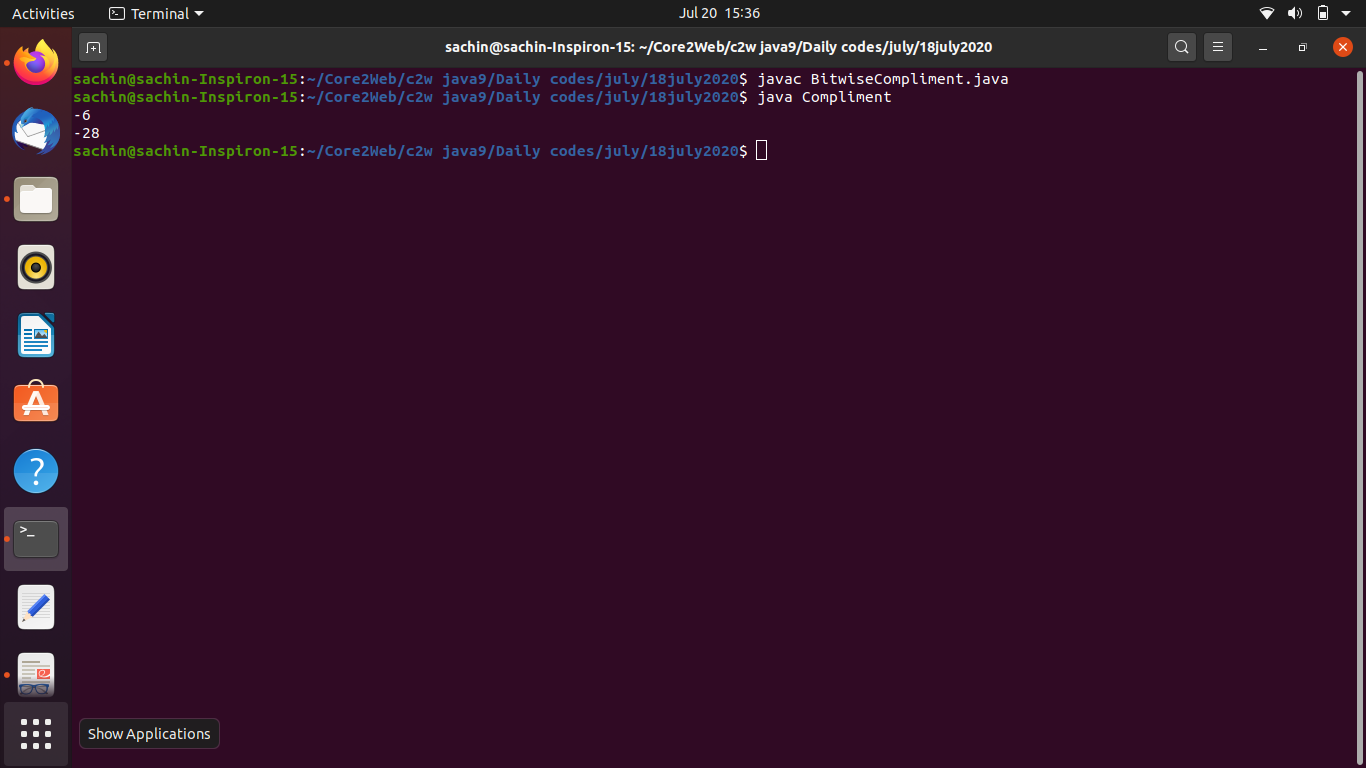 Activities Terminal Jul 20 15:36
sachin@sachin-Inspiron-15: ~/Core2Web/c2w java9/Daily codes/july/18july2020
sachin@sachin-Inspiron-15:~/Core2Web/c2w java9/Daily codes/july/18july2020$ javac BitwiseCompliment.java
sachin@sachin-Inspiron-15:~/Core2Web/c2w java9/Daily codes/july/18july2020$ java Compliment
-6
-28
sachin@sachin-Inspiron-15:~/Core2Web/c2w java9/Daily codes/july/18july2020$
Show Applications